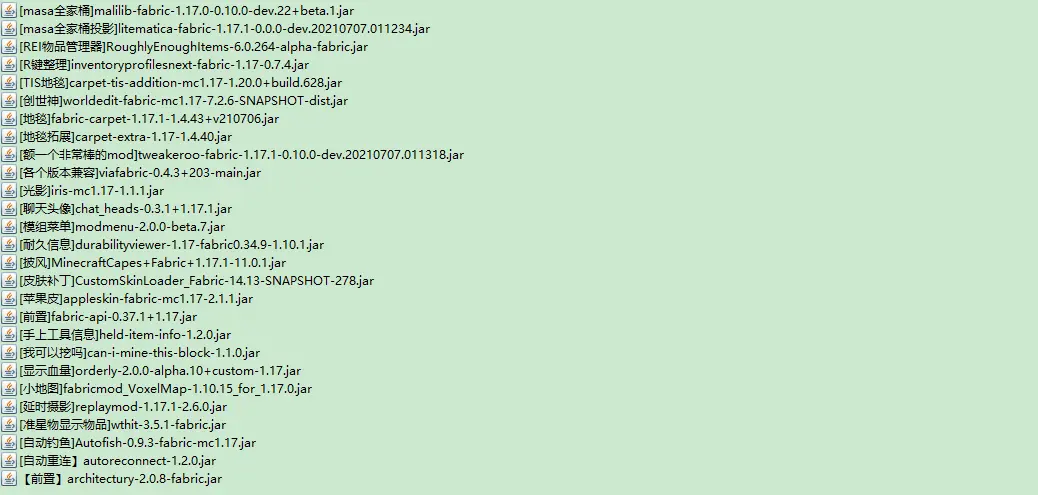 [masa全家桶]malilib-fabric-1.17.0-0.10.0-dev.22+beta.1.jar
[masa全家桶投影]litematica-fabric-1.17.1-0.0.0-dev.20210707.011234.jar
[REI物品管理器]RoughlyEnoughItems-6.0.264-alpha-fabric.jar
[R键整理]inventoryprofilesnext-fabric-1.17-0.7.4.jar
[TIS地毯]carpet-tis-addition-mc1.17-1.20.0+build.628.jar
[创世神]worldedit-fabric-mc1.17-7.2.6-SNAPSHOT-dist.jar
[地毯]fabric-carpet-1.17.1-1.4.43+v210706.jar
[地毯拓展]carpet-extra-1.17-1.4.40.jar
[额一个非常棒的mod]tweakeroo-fabric-1.17.1-0.10.0-dev.20210707.011318.jar
[各个版本兼容]viafabric-0.4.3+203-main.jar
[光影]iris-mc1.17-1.1.1.jar
[聊天头像]chat_heads-0.3.1+1.17.1.jar
[模组菜单]modmenu-2.0.0-beta.7.jar
[耐久信息]durabilityviewer-1.17-fabric0.34.9-1.10.1.jar
[披风]MinecraftCapes+Fabric+1.17.1-11.0.1.jar
[皮肤补丁]CustomSkinLoader_Fabric-14.13-SNAPSHOT-278.jar
[苹果皮]appleskin-fabric-mc1.17-2.1.1.jar
[前置]fabric-api-0.37.1+1.17.jar
[手上工具信息]held-item-info-1.2.0.jar
[我可以挖吗]can-i-mine-this-block-1.1.0.jar
[显示血量]orderly-2.0.0-alpha.10+custom-1.17.jar
[小地图]fabricmod_VoxelMap-1.10.15_for_1.17.0.jar
[延时摄影]replaymod-1.17.1-2.6.0.jar
[准星物显示物品]wthit-3.5.1-fabric.jar
[自动钓鱼]Autofish-0.9.3-fabric-mc1.17.jar
[自动重连】autoreconnect-1.2.0.jar
【前置】architectury-2.0.8-fabric.jar